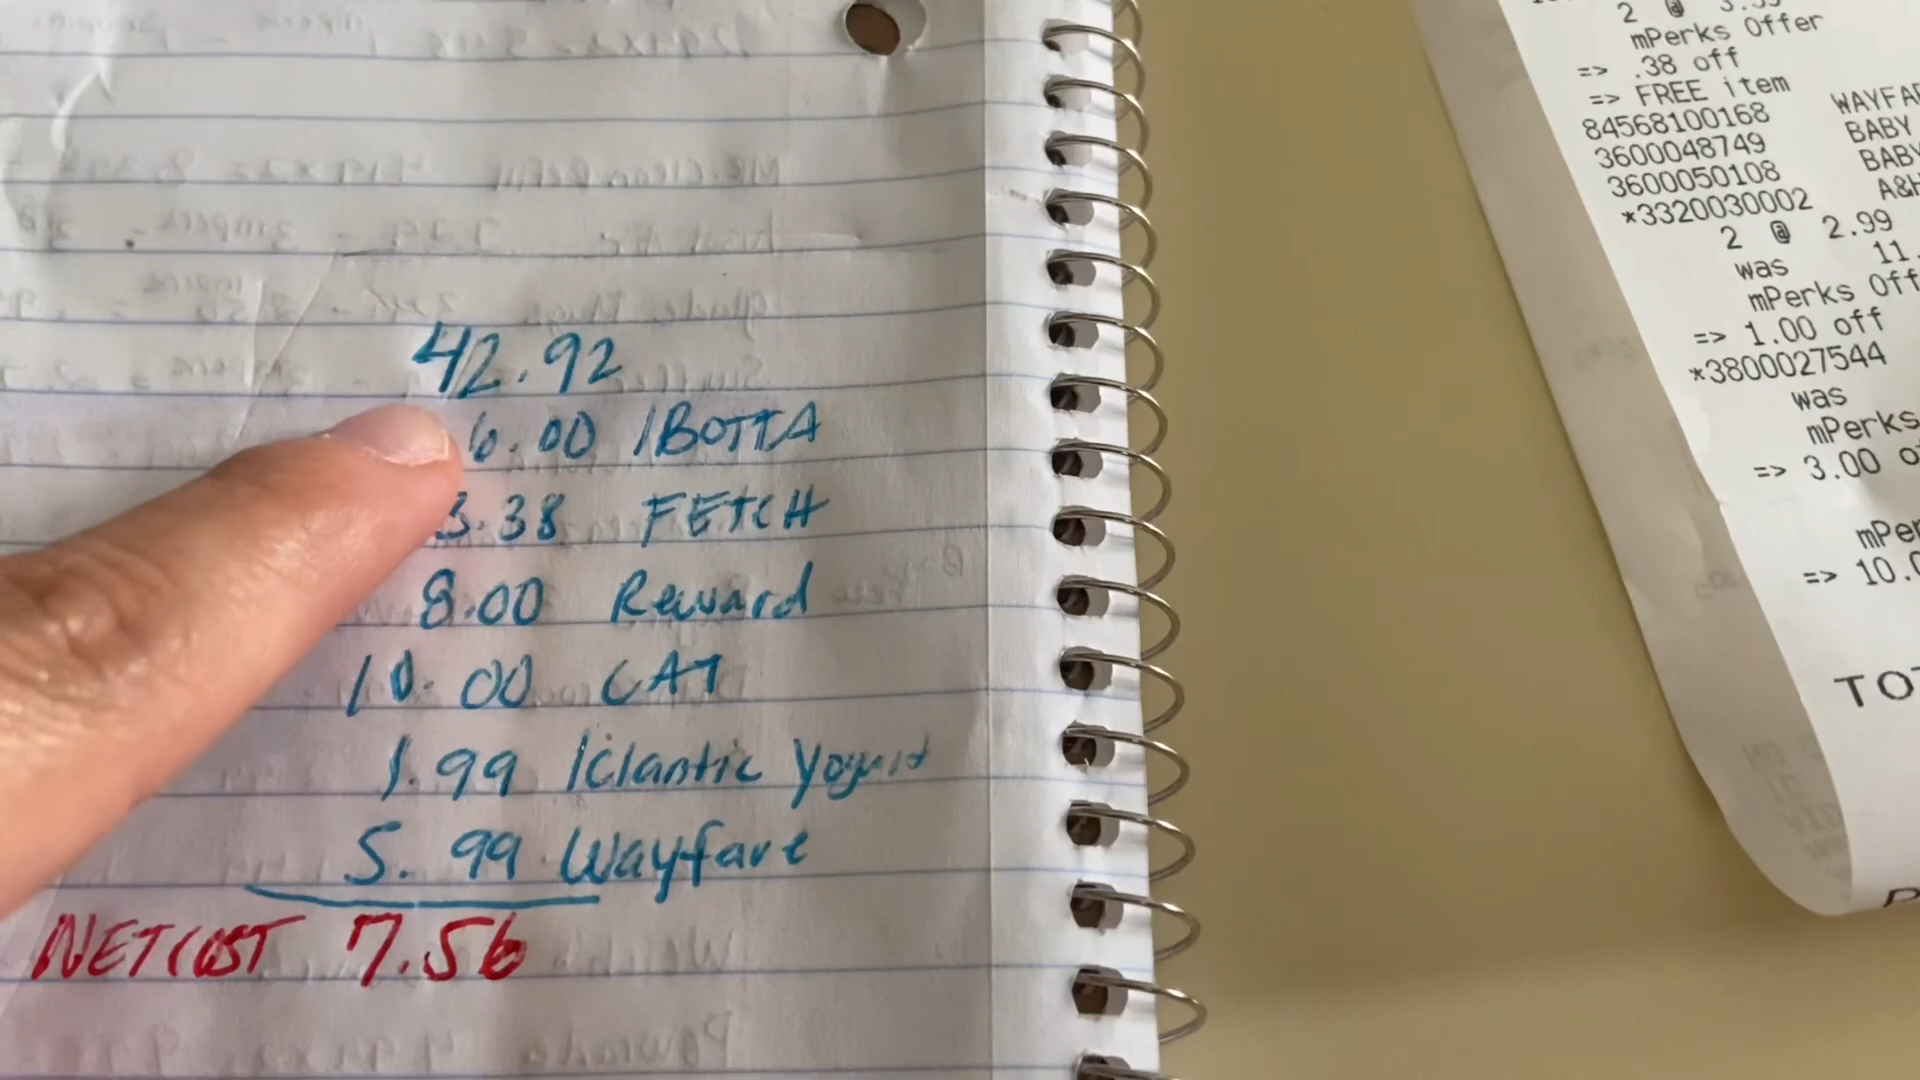 42.92
6.00 IBOTTA
3.38 FETCH
8.00 Reward
10.00 CAT
1.99 Iclantic Yogurt
5.99 Wayfare
NET COST 7.56
2 @
mPerks Offer
=> .38 off
=> FREE item
84568100168 WAYFAR
3600048749 BABY
3600050108 BABY
*3320030002 A&H
2 @ 2.99
was 11.
mPerks Off
=> 1.00 off
*3800027544
was
mPerks
=> 3.00 o
mPer
=> 10.0
TOT